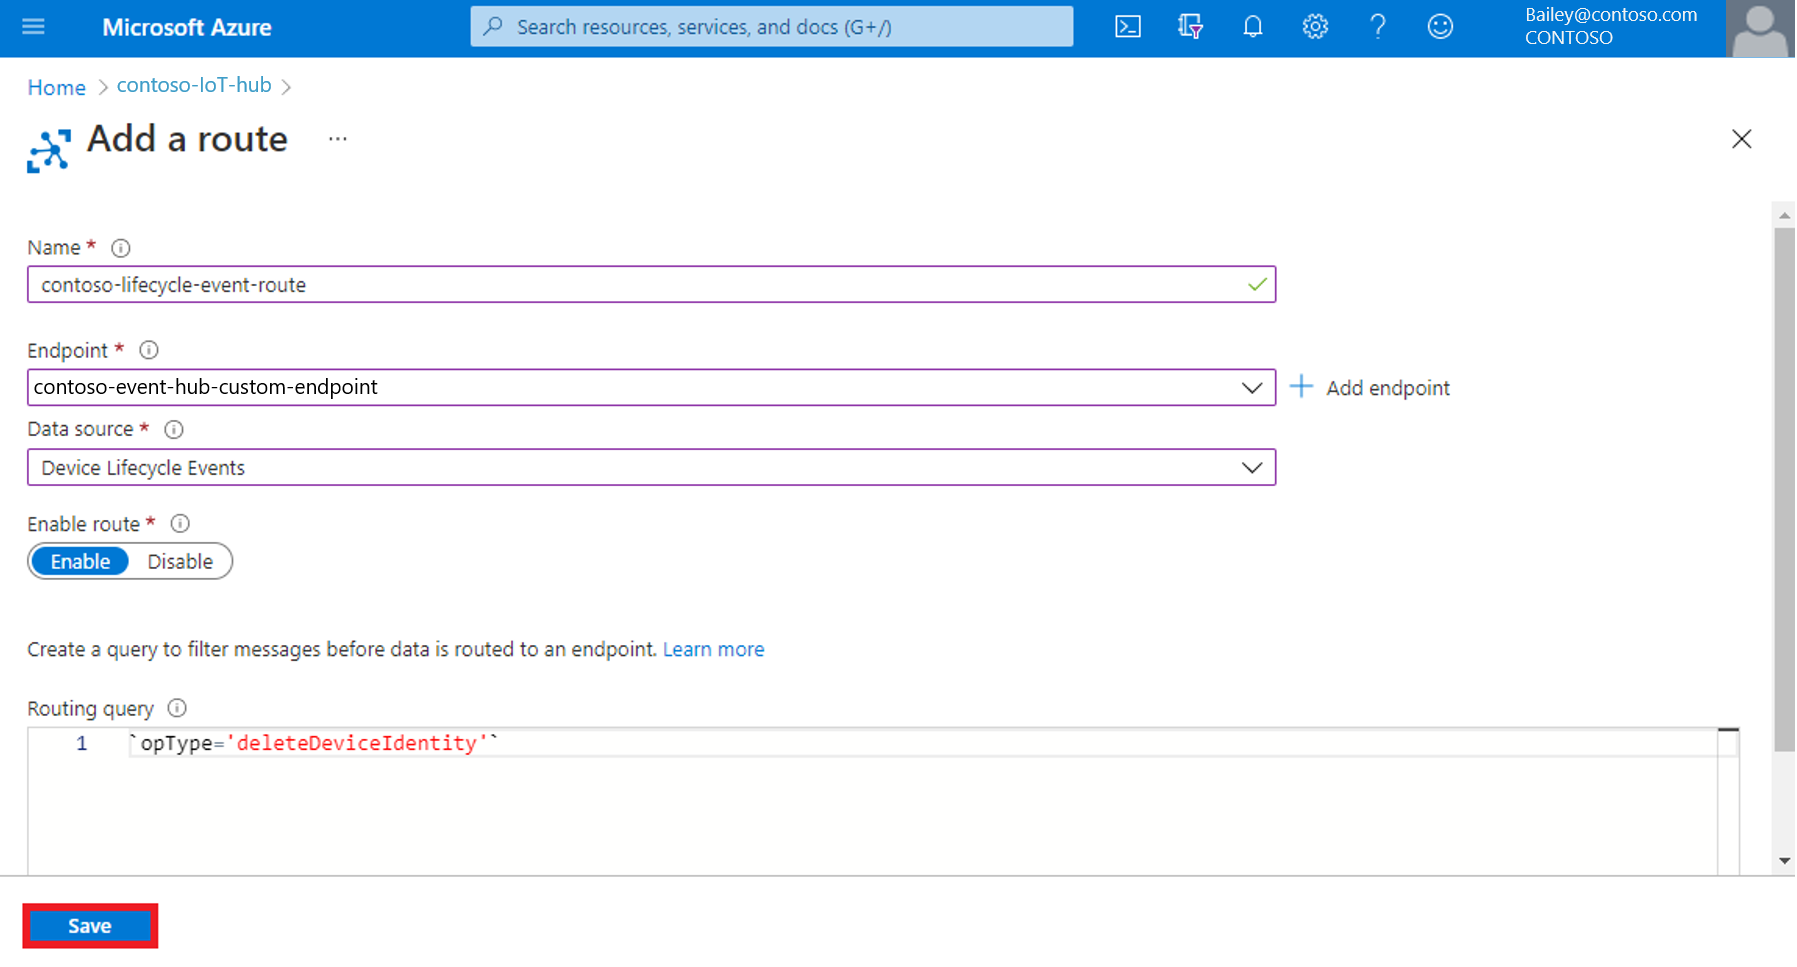 Microsoft Azure
Search resources, services, and docs (G+/)
Bailey@contoso.com
CONTOSO
Home > contoso-IoT-hub >
Add a route ...
Name *
contoso-lifecycle-event-route
Endpoint *
contoso-event-hub-custom-endpoint
Add endpoint
Data source *
Device Lifecycle Events
Enable route *
Enable Disable
Create a query to filter messages before data is routed to an endpoint. Learn more
Routing query
1 `opType='deleteDeviceIdentity'`
Save